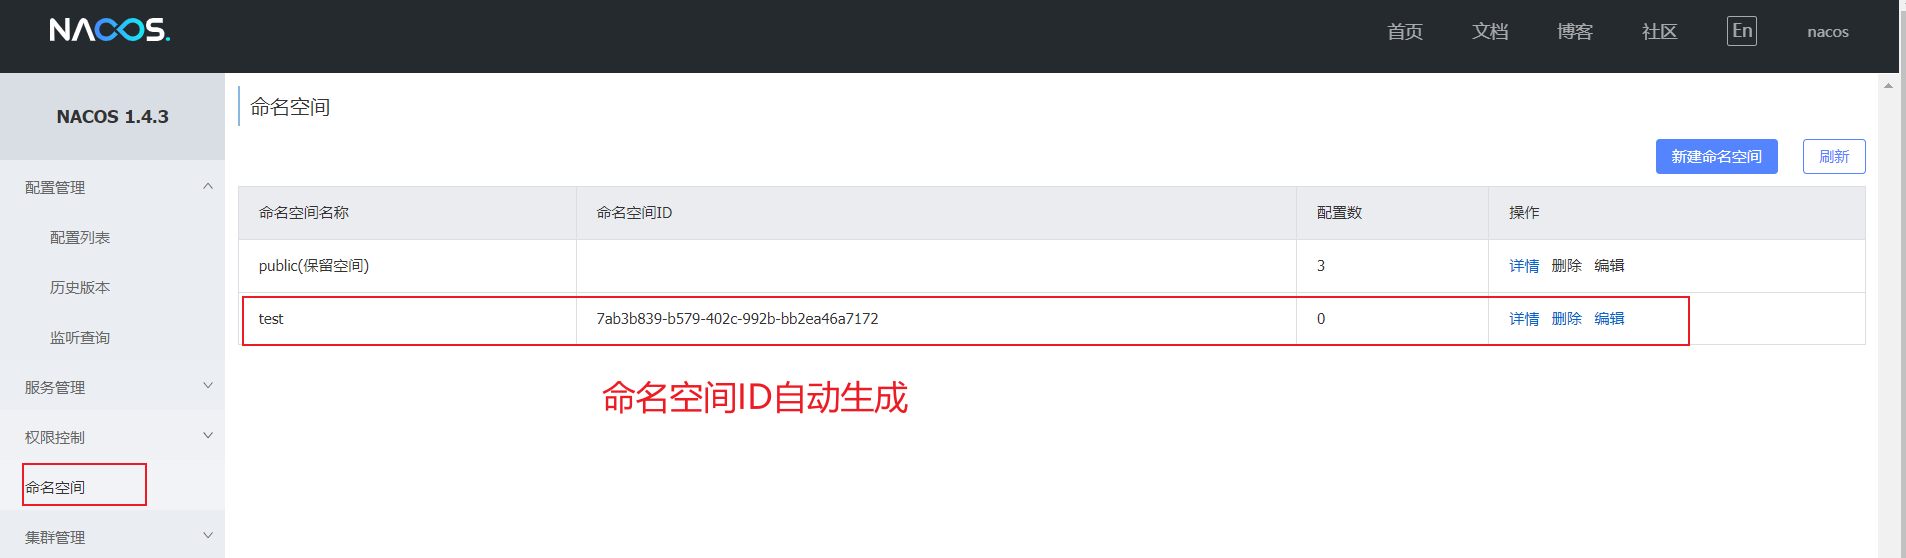 NACOS. 首页 文档 博客 社区 En nacos
NACOS 1.4.3
配置管理
配置列表
历史版本
监听查询
服务管理
权限控制
命名空间
集群管理
命名空间
新建命名空间 刷新
命名空间名称 命名空间ID 配置数 操作
public(保留空间) 3 详情 删除 编辑
test 7ab3b839-b579-402c-992b-bb2ea46a7172 0 详情 删除 编辑
命名空间ID自动生成